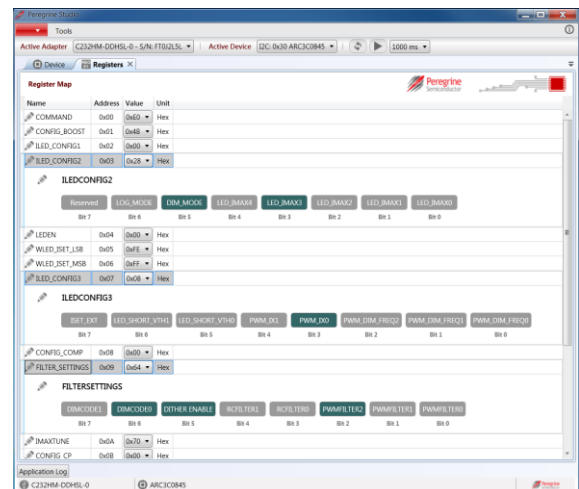 Peregrine Studio
Tools
Active Adapter C232HM-DDHSL-0 - S/N: FT0J2L5L Active Device I2C: 0x30 ARC3C0845 1000 ms
Device Registers
Register Map
Peregrine Semiconductor
Name Address Value Unit
COMMAND 0x00 0xE0 Hex
CONFIG_BOOST 0x01 0x4B Hex
ILED_CONFIG1 0x02 0x00 Hex
ILED_CONFIG2 0x03 0x28 Hex
ILEDCONFIG2
Reserved LOG_MODE DIM_MODE LED_IMAX4 LED_IMAX3 LED_IMAX2 LED_IMAX1 LED_IMAX0
Bit 7 Bit 6 Bit 5 Bit 4 Bit 3 Bit 2 Bit 1 Bit 0
LEDEN 0x04 0x00 Hex
WLED_ISET_LSB 0x05 0xFE Hex
WLED_ISET_MSB 0x06 0xFF Hex
ILED_CONFIG3 0x07 0x08 Hex
ILEDCONFIG3
ISET_EXT LED_SHORT_VTH1 LED_SHORT_VTH0 PWM_IX1 PWM_IX0 PWM_DIM_FREQ2 PWM_DIM_FREQ1 PWM_DIM_FREQ0
Bit 7 Bit 6 Bit 5 Bit 4 Bit 3 Bit 2 Bit 1 Bit 0
CONFIG_COMP 0x08 0x00 Hex
FILTER_SETTINGS 0x09 0x64 Hex
FILTERSETTINGS
DIMCODE1 DIMCODE0 DITHER ENABLE RCFILTER1 RCFILTER0 PWMFILTER2 PWMFILTER1 PWMFILTER0
Bit 7 Bit 6 Bit 5 Bit 4 Bit 3 Bit 2 Bit 1 Bit 0
IMAXTUNE 0x0A 0x70 Hex
CONFIG_CP 0x0B 0x00 Hex
Application Log
C232HM-DDHSL-0 ARC3C0845 Peregrine